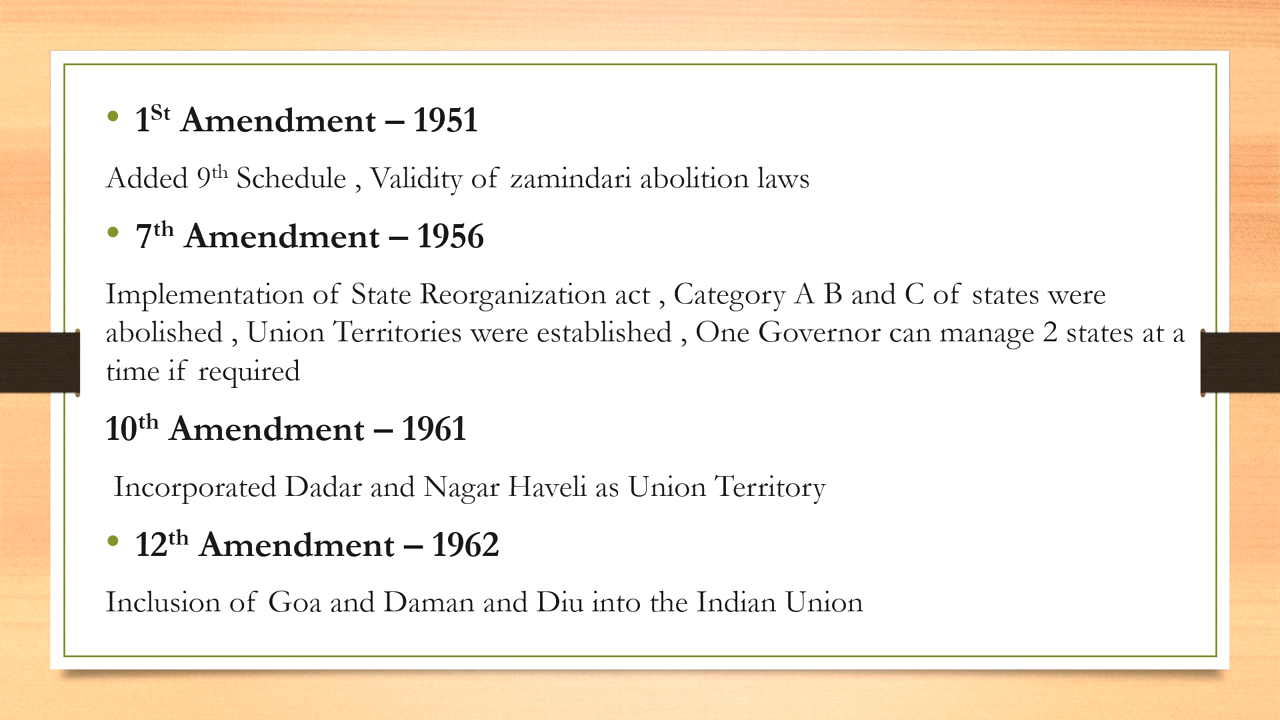 • 1St Amendment – 1951
Added 9th Schedule , Validity of zamindari abolition laws
• 7th Amendment – 1956
Implementation of State Reorganization act , Category A B and C of states were
abolished , Union Territories were established , One Governor can manage 2 states at a
time if required
10th Amendment – 1961
Incorporated Dadar and Nagar Haveli as Union Territory
• 12th Amendment – 1962
Inclusion of Goa and Daman and Diu into the Indian Union